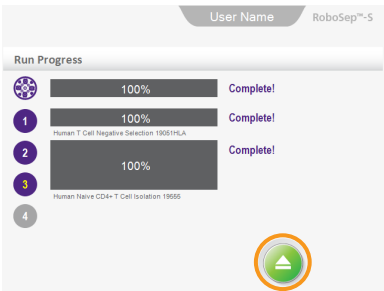 User Name
RoboSep™-S
Run Progress
100%
Complete!
1
100%
Complete!
Human T Cell Negative Selection 19051HLA
2
Complete!
100%
3
Human Naive CD4+ T Cell Isolation 19555
4